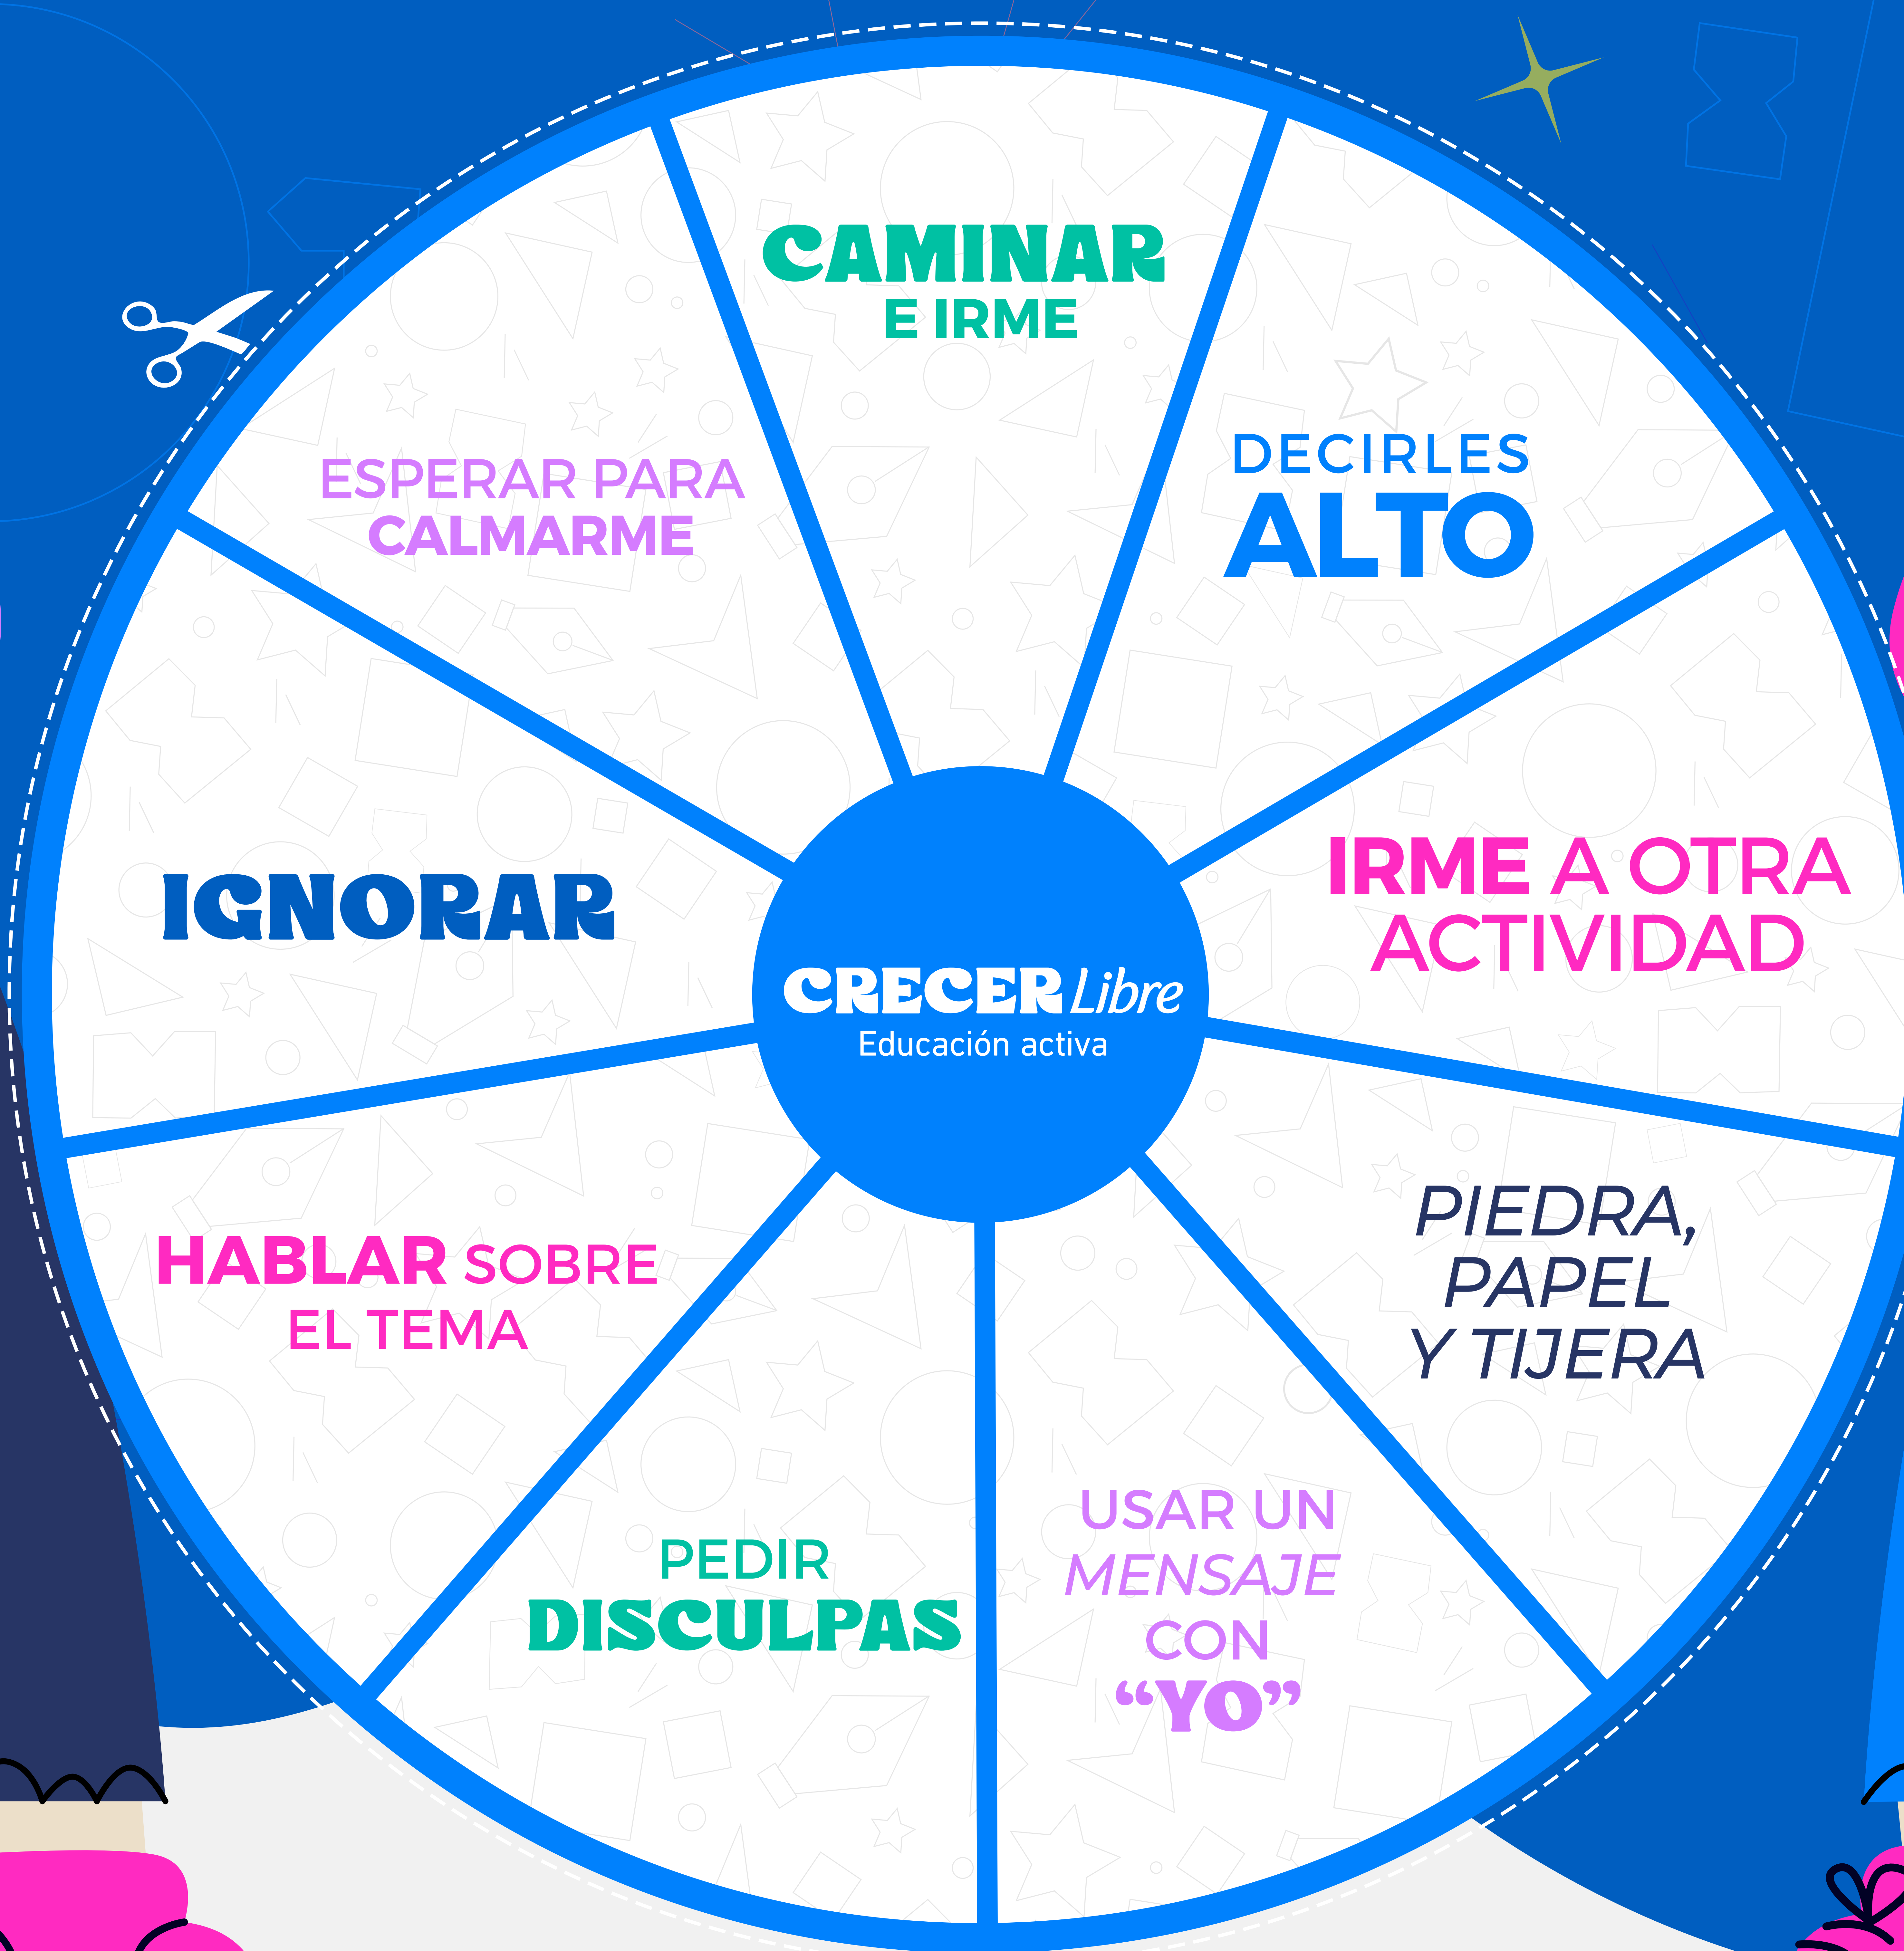 CAMINAR
E IRME
DECIRLES
ALTO
IRME A OTRA
ACTIVIDAD
PIEDRA,
PAPEL
Y TIJERA
USAR UN
MENSAJE
CON
“YO”
PEDIR
DISCULPAS
HABLAR SOBRE
EL TEMA
IGNORAR
ESPERAR PARA
CALMARME
CRECER Libre
Educación activa